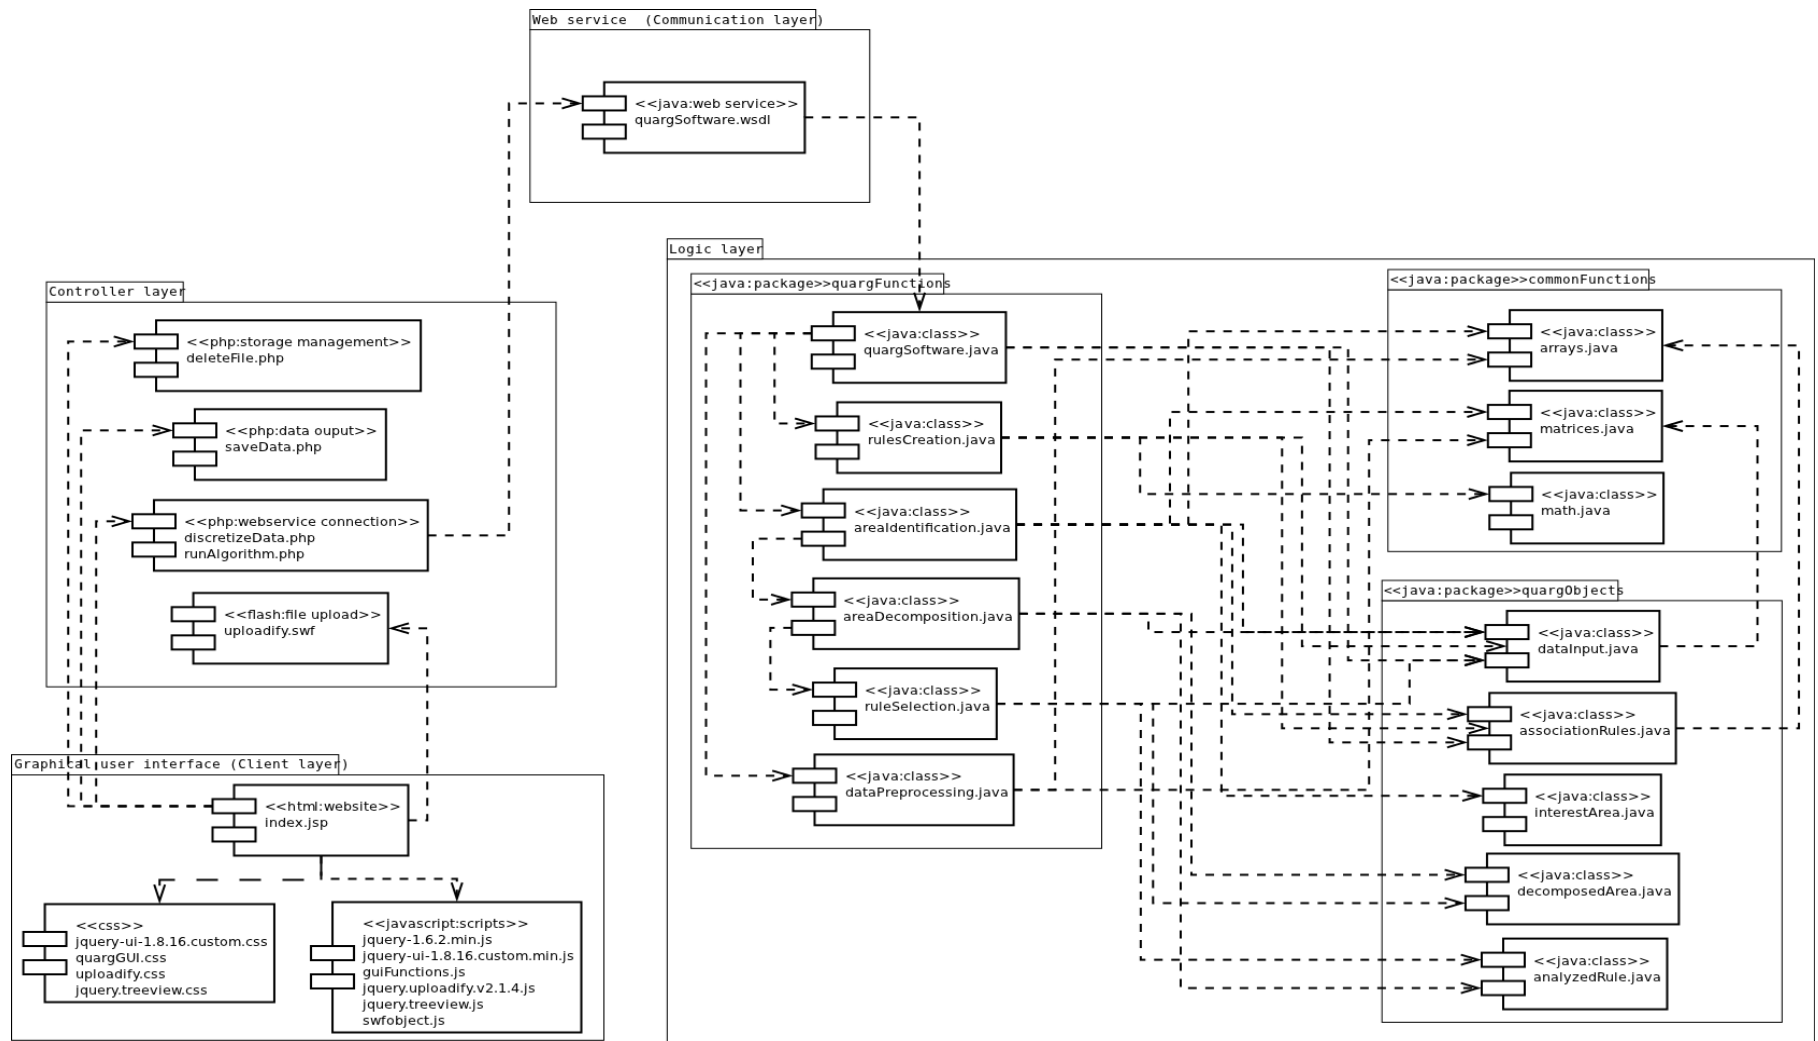 Web service  (Communication layer)
<<java:web service>>
quargSoftware.wsdl
Logic layer
Controller layer
<<php:storage management>>
deleteFile.php
<<php:data ouput>>
saveData.php
<<php:webservice connection>>
discretizeData.php
runAlgorithm.php
<<flash:file upload>>
uploadify.swf
Graphical user interface (Client layer)
<<html:website>>
index.jsp
<<css>>
jquery-ui-1.8.16.custom.css
quargGUI.css
uploadify.css
jquery.treeview.css
<<javascript:scripts>>
jquery-1.6.2.min.js
jquery-ui-1.8.16.custom.min.js
guiFunctions.js
jquery.uploadify.v2.1.4.js
jquery.treeview.js
swfobject.js
<<java:package>>quargFunctions
<<java:class>>
quargSoftware.java
<<java:class>>
rulesCreation.java
<<java:class>>
areaIdentification.java
<<java:class>>
areaDecomposition.java
<<java:class>>
ruleSelection.java
<<java:class>>
dataPreprocessing.java
<<java:package>>commonFunctions
<<java:class>>
arrays.java
<<java:class>>
matrices.java
<<java:class>>
math.java
<<java:package>>quargObjects
<<java:class>>
dataInput.java
<<java:class>>
associationRules.java
<<java:class>>
interestArea.java
<<java:class>>
decomposedArea.java
<<java:class>>
analyzedRule.java